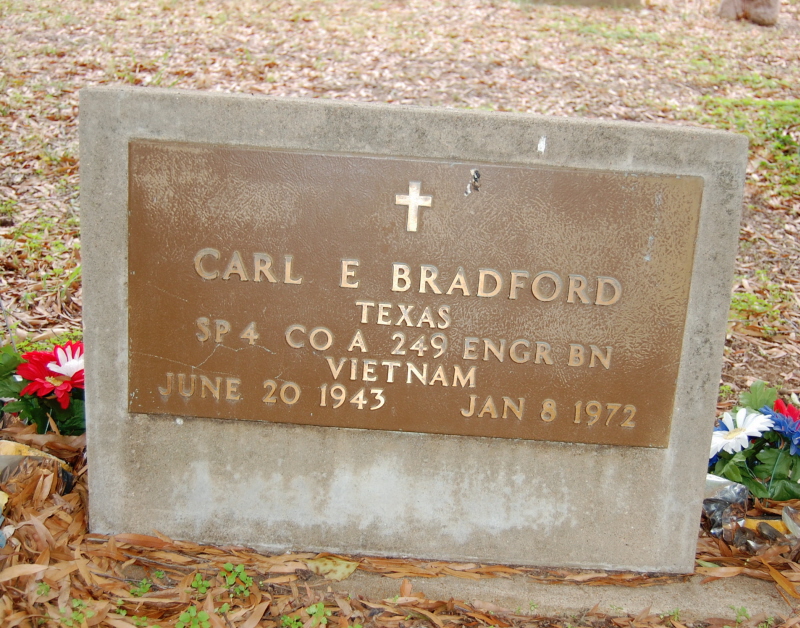 CARL E BRADFORD
TEXAS
SP4 CO A 249 ENGR BN
VIETNAM
JUNE 20 1943 JAN 8 1972